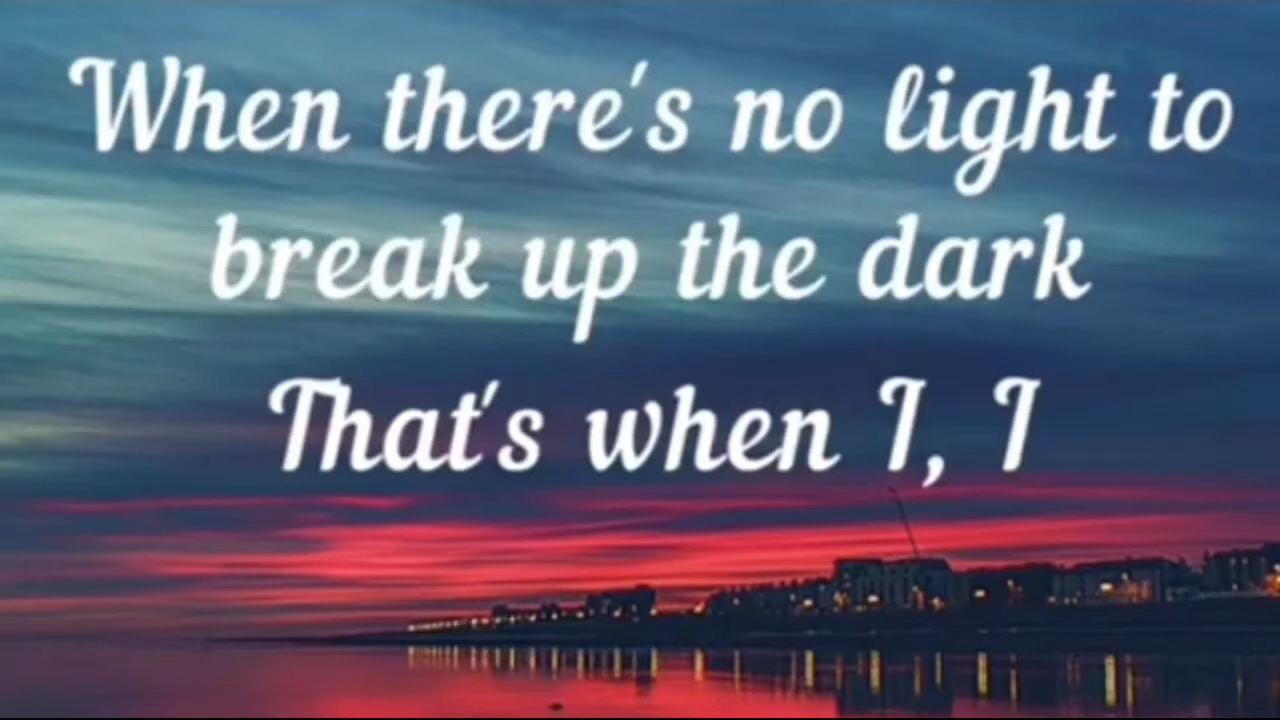 When there's no light to
break up the dark
That's when I, I